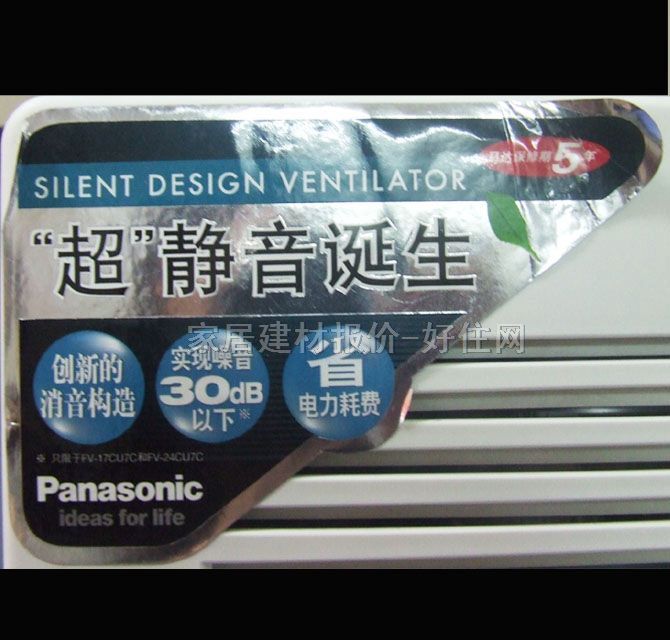 马达保修期5年
SILENT DESIGN VENTILATOR
“超”静音诞生
家居建材报价-好住网
创新的
消音构造
实现噪音
30dB
以下※
省
电力耗费
※ 只限于FV-17CU7C和FV-24CU7C
Panasonic
ideas for life